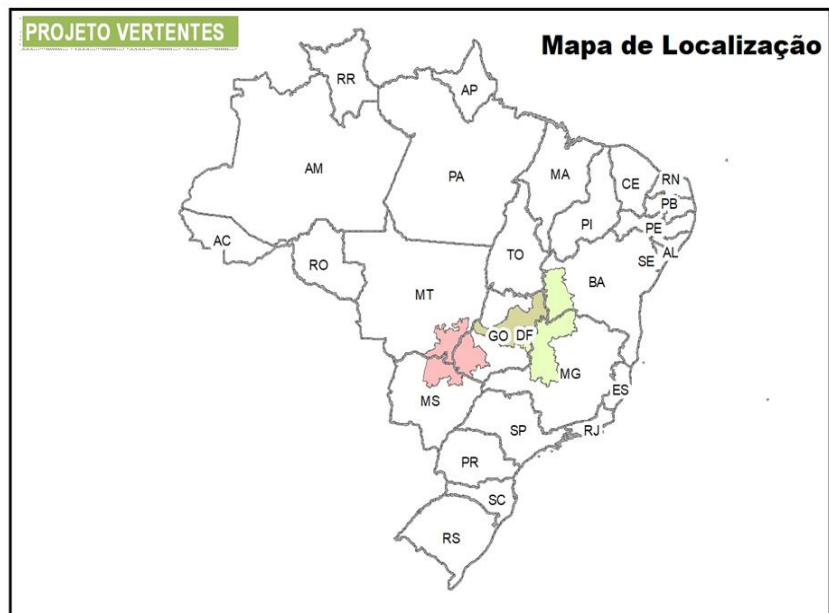 PROJETO VERTENTES
Mapa de Localização
RR
AP
AM
PA
MA
CE
RN
PB
PI
PE
AL
SE
AC
RO
TO
BA
MT
GO
DF
MG
MS
ES
SP
RJ
PR
SC
RS